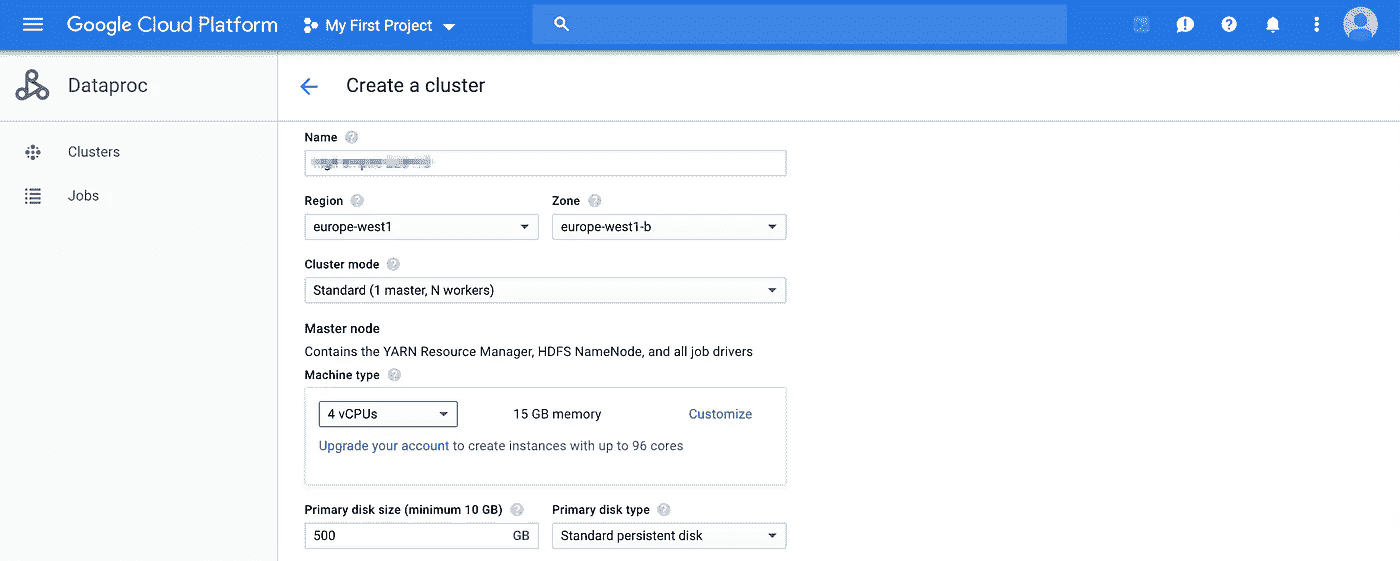 Google Cloud Platform My First Project
Dataproc
Create a cluster
Clusters
Jobs
Name
Region Zone
europe-west1 europe-west1-b
Cluster mode
Standard (1 master, N workers)
Master node
Contains the YARN Resource Manager, HDFS NameNode, and all job drivers
Machine type
4 vCPUs 15 GB memory Customize
Upgrade your account to create instances with up to 96 cores
Primary disk size (minimum 10 GB) Primary disk type
500 GB Standard persistent disk